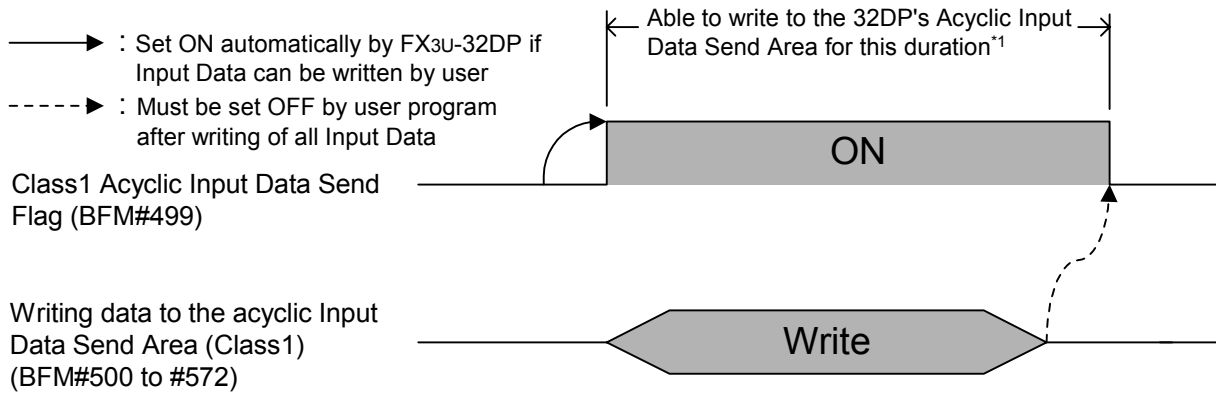 Able to write to the 32DP's Acyclic Input
Data Send Area for this duration*1
: Set ON automatically by FX3U-32DP if
Input Data can be written by user
: Must be set OFF by user program
after writing of all Input Data
ON
Class1 Acyclic Input Data Send
Flag (BFM#499)
Writing data to the acyclic Input
Data Send Area (Class1)
(BFM#500 to #572)
Write